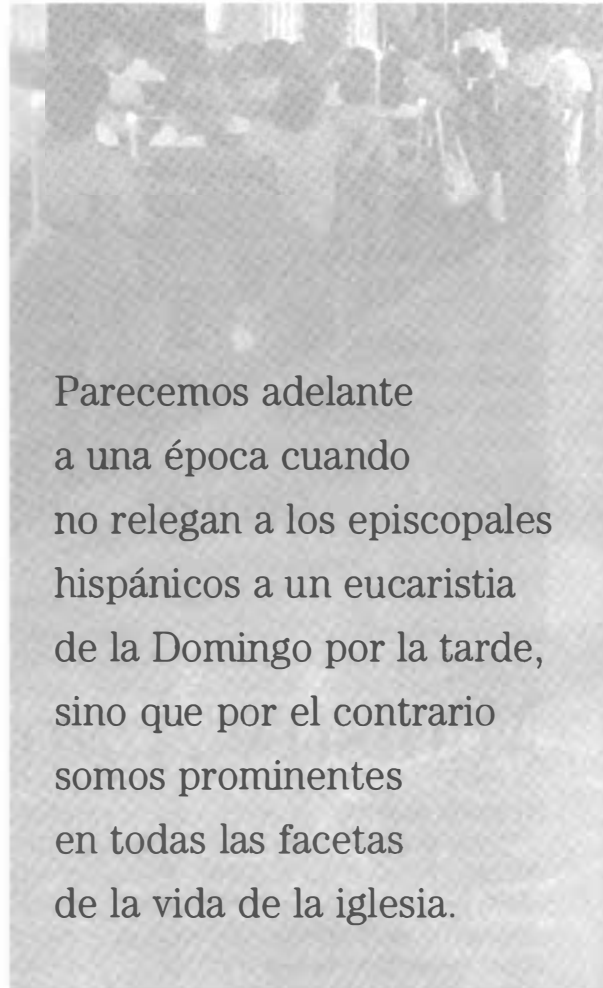 Parecemos adelante
a una época cuando
no relegan a los episcopales
hispánicos a un eucaristia
de la Domingo por la tarde,
sino que por el contrario
somos prominentes
en todas las facetas
de la vida de la iglesia.